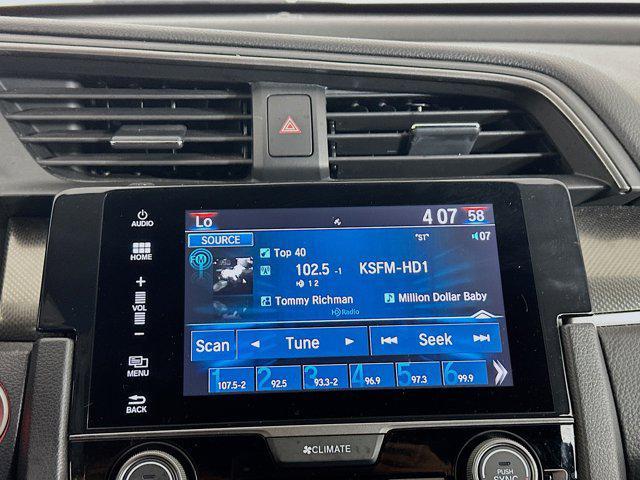 AUDIO
HOME
+
VOL
−
MENU
BACK
Lo 4 07 58
SOURCE "ST" 07
Top 40
102.5 -1 KSFM-HD1
HD 1 2
Tommy Richman Million Dollar Baby
HD Radio
Scan Tune Seek
1 107.5-2 2 92.5 3 93.3-2 4 96.9 5 97.3 6 99.9
CLIMATE
PUSH
SYNC